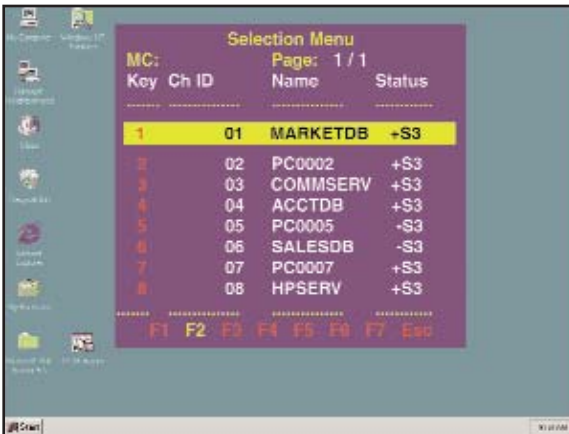 Selection Menu
MC: Page: 1/1
Key Ch ID Name Status
1 01 MARKETDB +S3
2 02 PC0002 +S3
3 03 COMMSERV +S3
4 04 ACCTDB +S3
5 05 PC0005 -S3
6 06 SALESDB -S3
7 07 PC0007 +S3
8 08 HPSERV +S3
F1 F2 F3 F4 F5 F6 F7 Esc
My Computer
Start